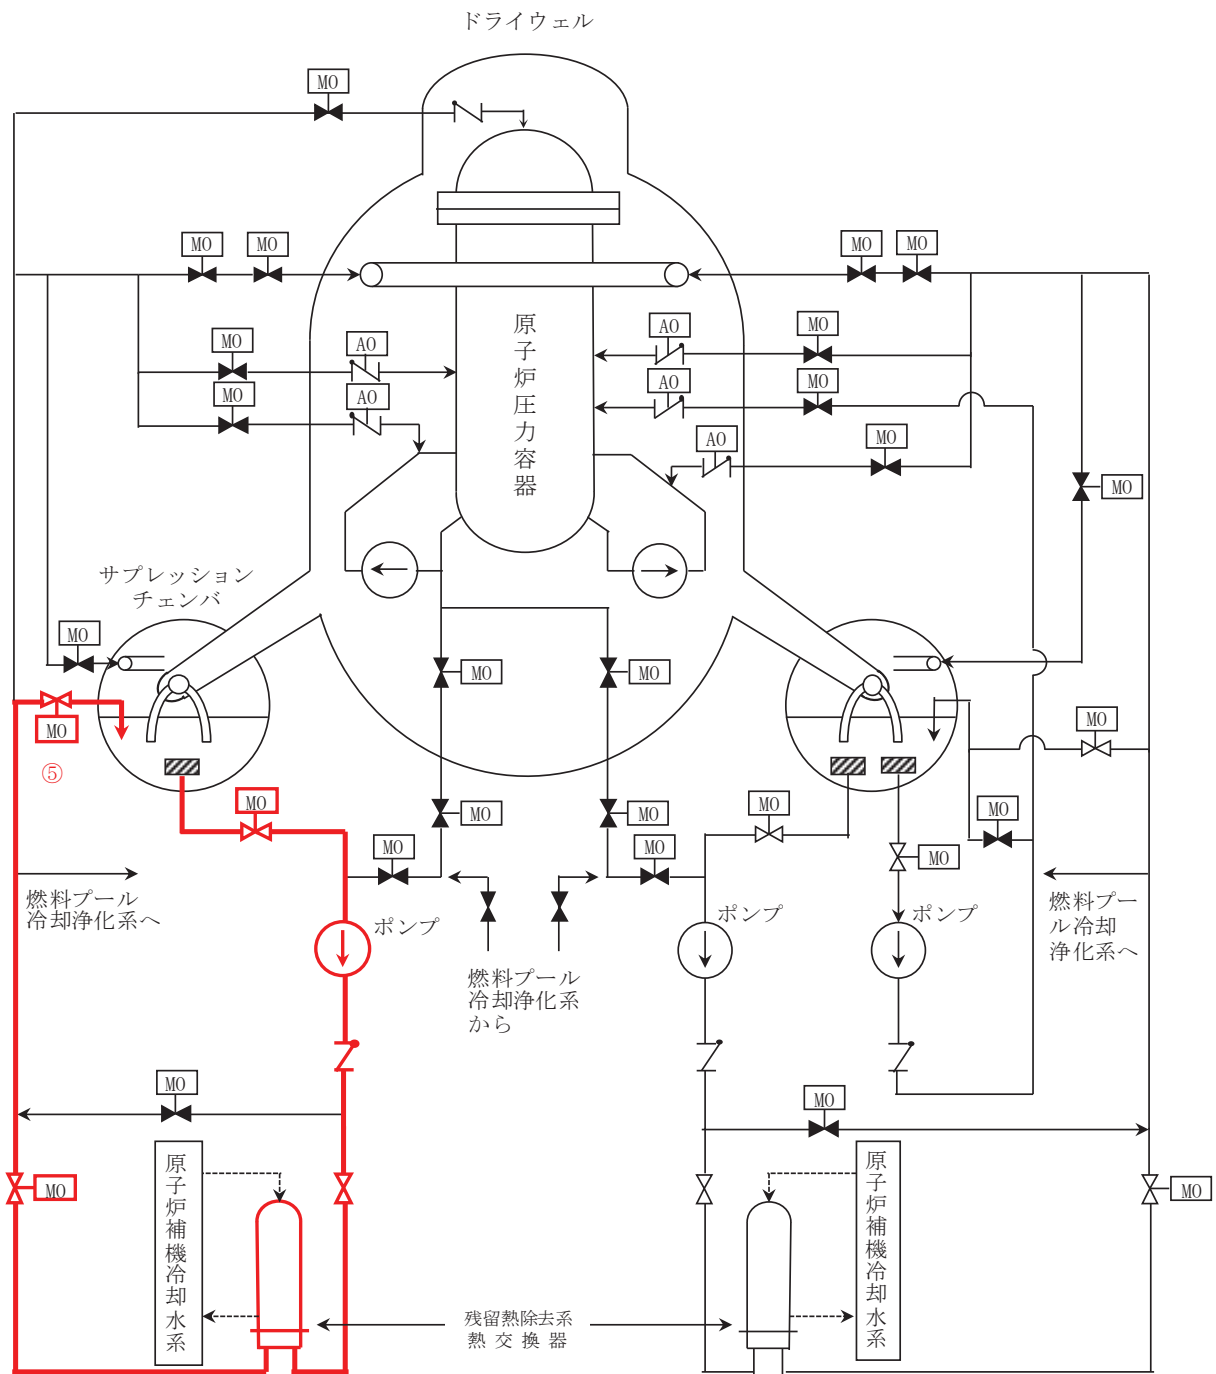 ドライウェル
MO
MO
MO
MO
MO
MO
AO
MO
AO
AO
MO
AO
MO
AO
MO
MO
原子炉圧力容器
サプレッション
チェンバ
MO
MO
⑤
MO
MO
MO
MO
MO
MO
MO
MO
MO
MO
MO
燃料プール
冷却浄化系へ
ポンプ
ポンプ
ポンプ
燃料プール
冷却浄化系
から
燃料プー
ル冷却
浄化系へ
MO
MO
MO
MO
原子炉補機冷却水系
原子炉補機冷却水系
残留熱除去系
熱交換器